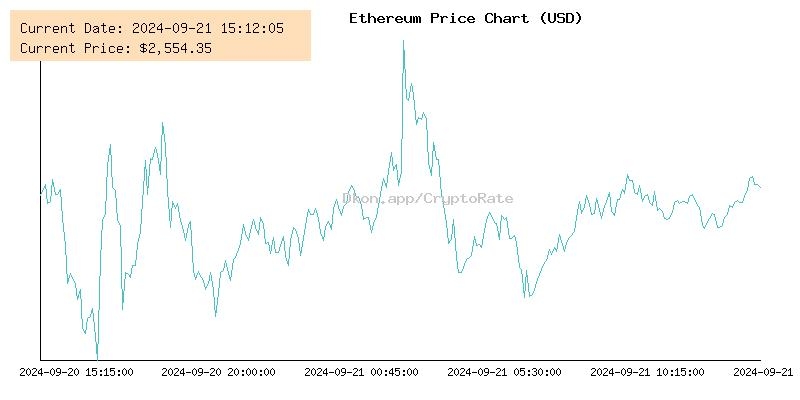 Ethereum Price Chart (USD)
Current Date: 2024-09-21 15:12:05
Current Price: $2,554.35
Dkon.app/CryptoRate
2024-09-20 15:15:00
2024-09-20 20:00:00
2024-09-21 00:45:00
2024-09-21 05:30:00
2024-09-21 10:15:00
2024-09-21